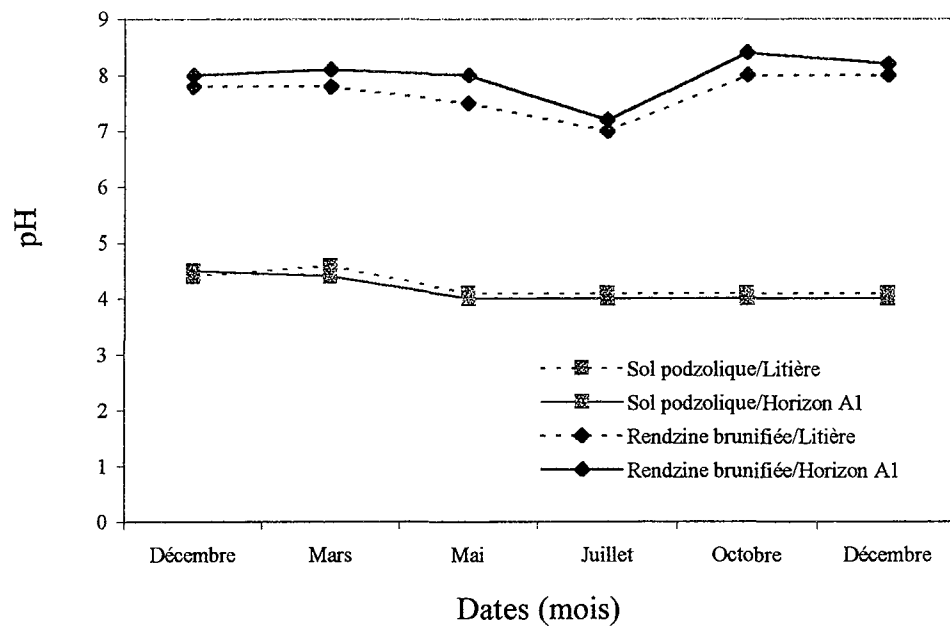 9
8
7
6
5
4
3
2
1
0
pH
Sol podzolique/Litière
Sol podzolique/Horizon A1
Rendzine brunifiée/Litière
Rendzine brunifiée/Horizon A1
Décembre Mars Mai Juillet Octobre Décembre
Dates (mois)